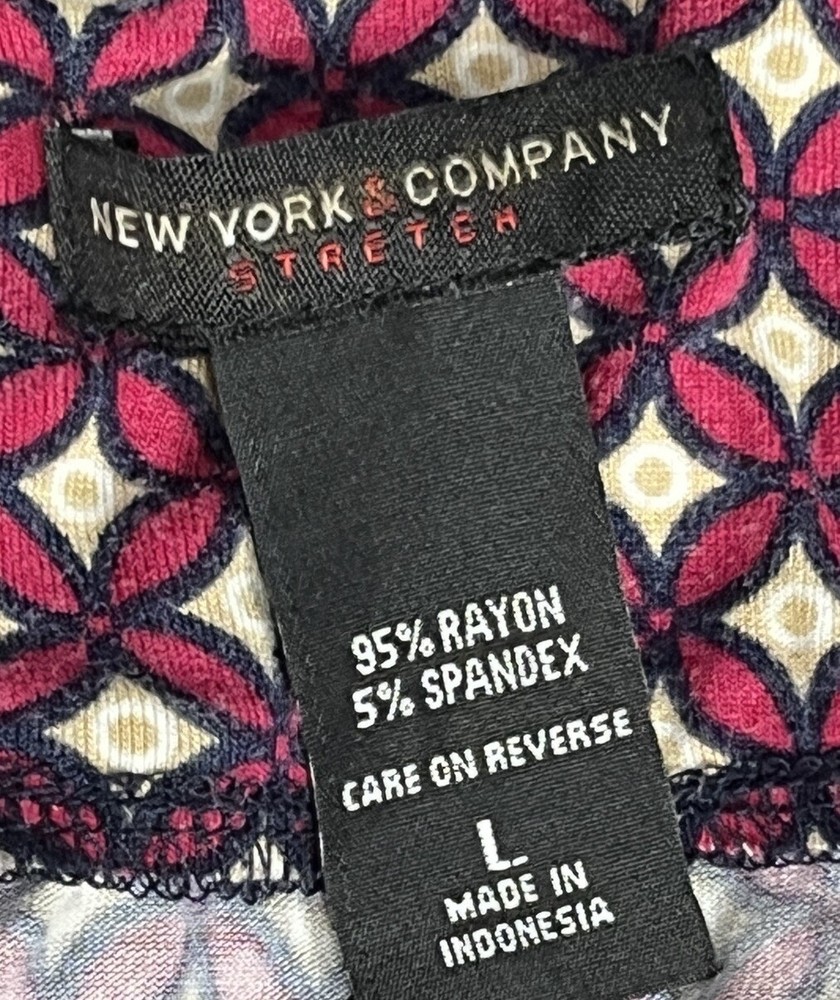 NEW YORK & COMPANY
STRETCH
95% RAYON
5% SPANDEX
CARE ON REVERSE
L
MADE IN
INDONESIA